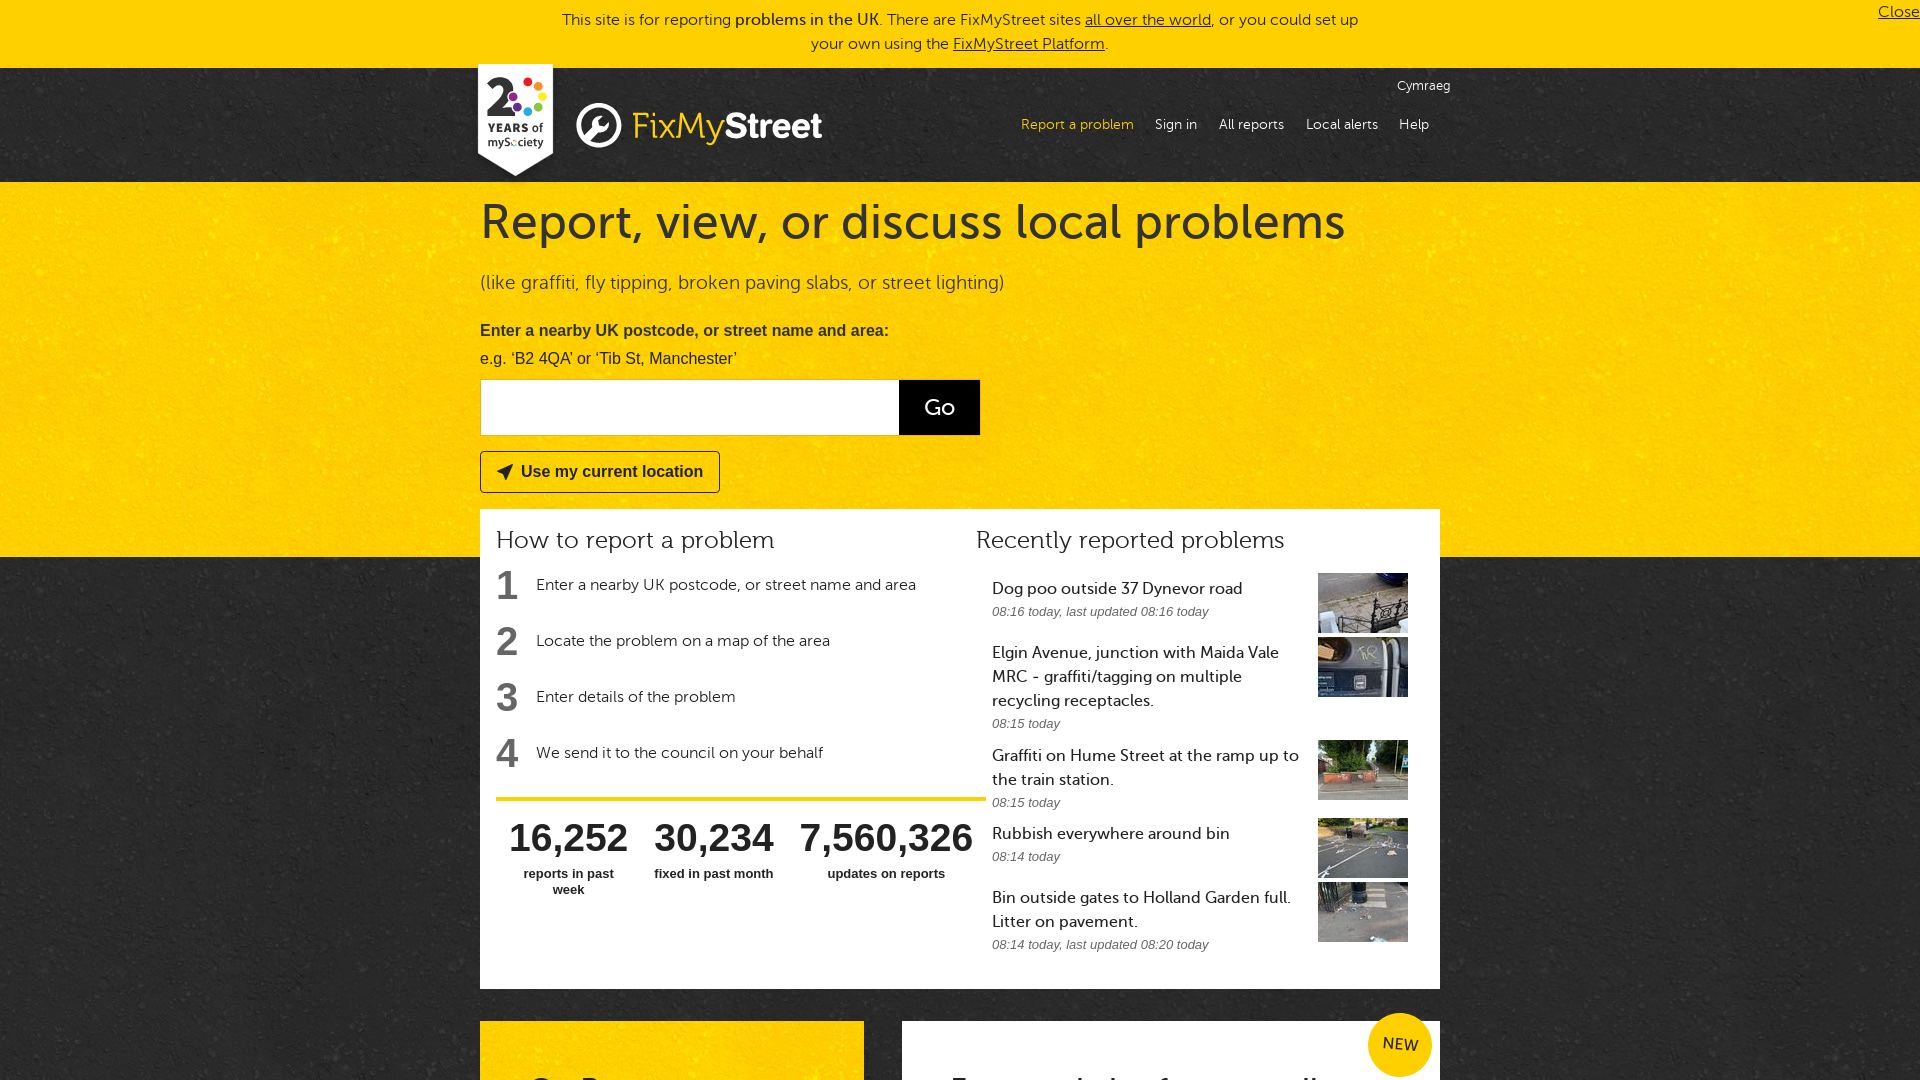 This site is for reporting problems in the UK. There are FixMyStreet sites all over the world, or you could set up
your own using the FixMyStreet Platform.
Close
20
YEARS of
mySociety
FixMyStreet
Cymraeg
Report a problem
Sign in
All reports
Local alerts
Help
Report, view, or discuss local problems
(like graffiti, fly tipping, broken paving slabs, or street lighting)
Enter a nearby UK postcode, or street name and area:
e.g. ‘B2 4QA’ or ‘Tib St, Manchester’
Go
Use my current location
How to report a problem
1 Enter a nearby UK postcode, or street name and area
2 Locate the problem on a map of the area
3 Enter details of the problem
4 We send it to the council on your behalf
16,252
reports in past
week
30,234
fixed in past month
7,560,326
updates on reports
Recently reported problems
Dog poo outside 37 Dynevor road
08:16 today, last updated 08:16 today
Elgin Avenue, junction with Maida Vale
MRC - graffiti/tagging on multiple
recycling receptacles.
08:15 today
Graffiti on Hume Street at the ramp up to
the train station.
08:15 today
Rubbish everywhere around bin
08:14 today
Bin outside gates to Holland Garden full.
Litter on pavement.
08:14 today, last updated 08:20 today
NEW